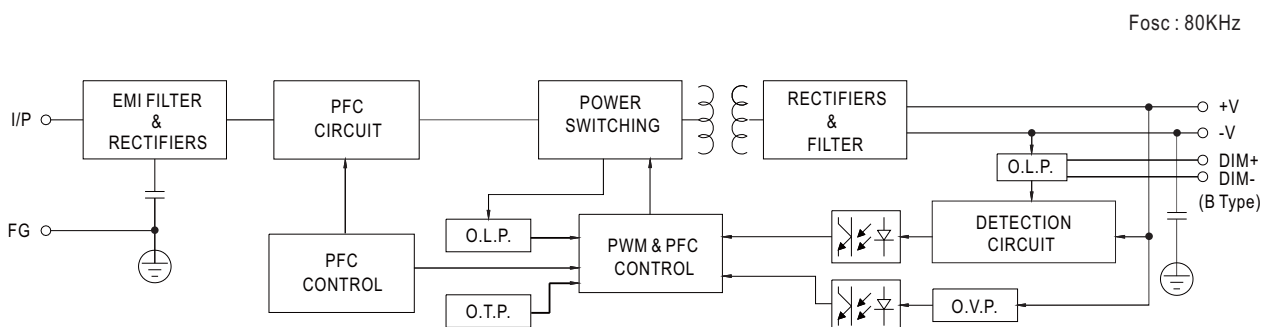 Fosc : 80KHz
I/P
EMI FILTER
&
RECTIFIERS
PFC
CIRCUIT
POWER
SWITCHING
RECTIFIERS
&
FILTER
+V
-V
O.L.P.
DIM+
DIM-
(B Type)
FG
PFC
CONTROL
O.L.P.
O.T.P.
PWM & PFC
CONTROL
DETECTION
CIRCUIT
O.V.P.